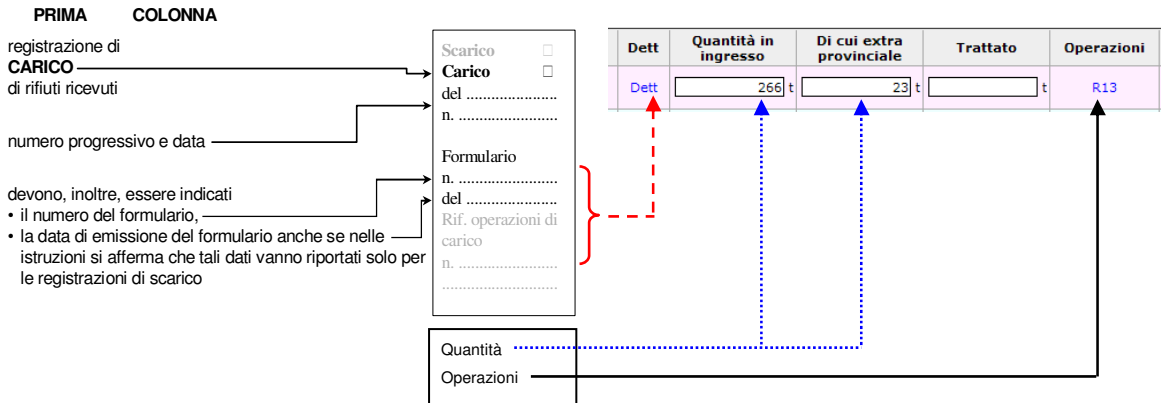 PRIMA COLONNA
registrazione di
CARICO
di rifiuti ricevuti
numero progressivo e data
devono, inoltre, essere indicati
• il numero del formulario,
• la data di emissione del formulario anche se nelle
istruzioni si afferma che tali dati vanno riportati solo per
le registrazioni di scarico
Scarico □
Carico □
del ......................
n. ........................
Formulario
n. ........................
del ......................
Rif. operazioni di
carico
n. ........................
............................
Quantità
Operazioni
Dett Quantità in ingresso Di cui extra provinciale Trattato Operazioni
Dett 266 t 23 t t R13